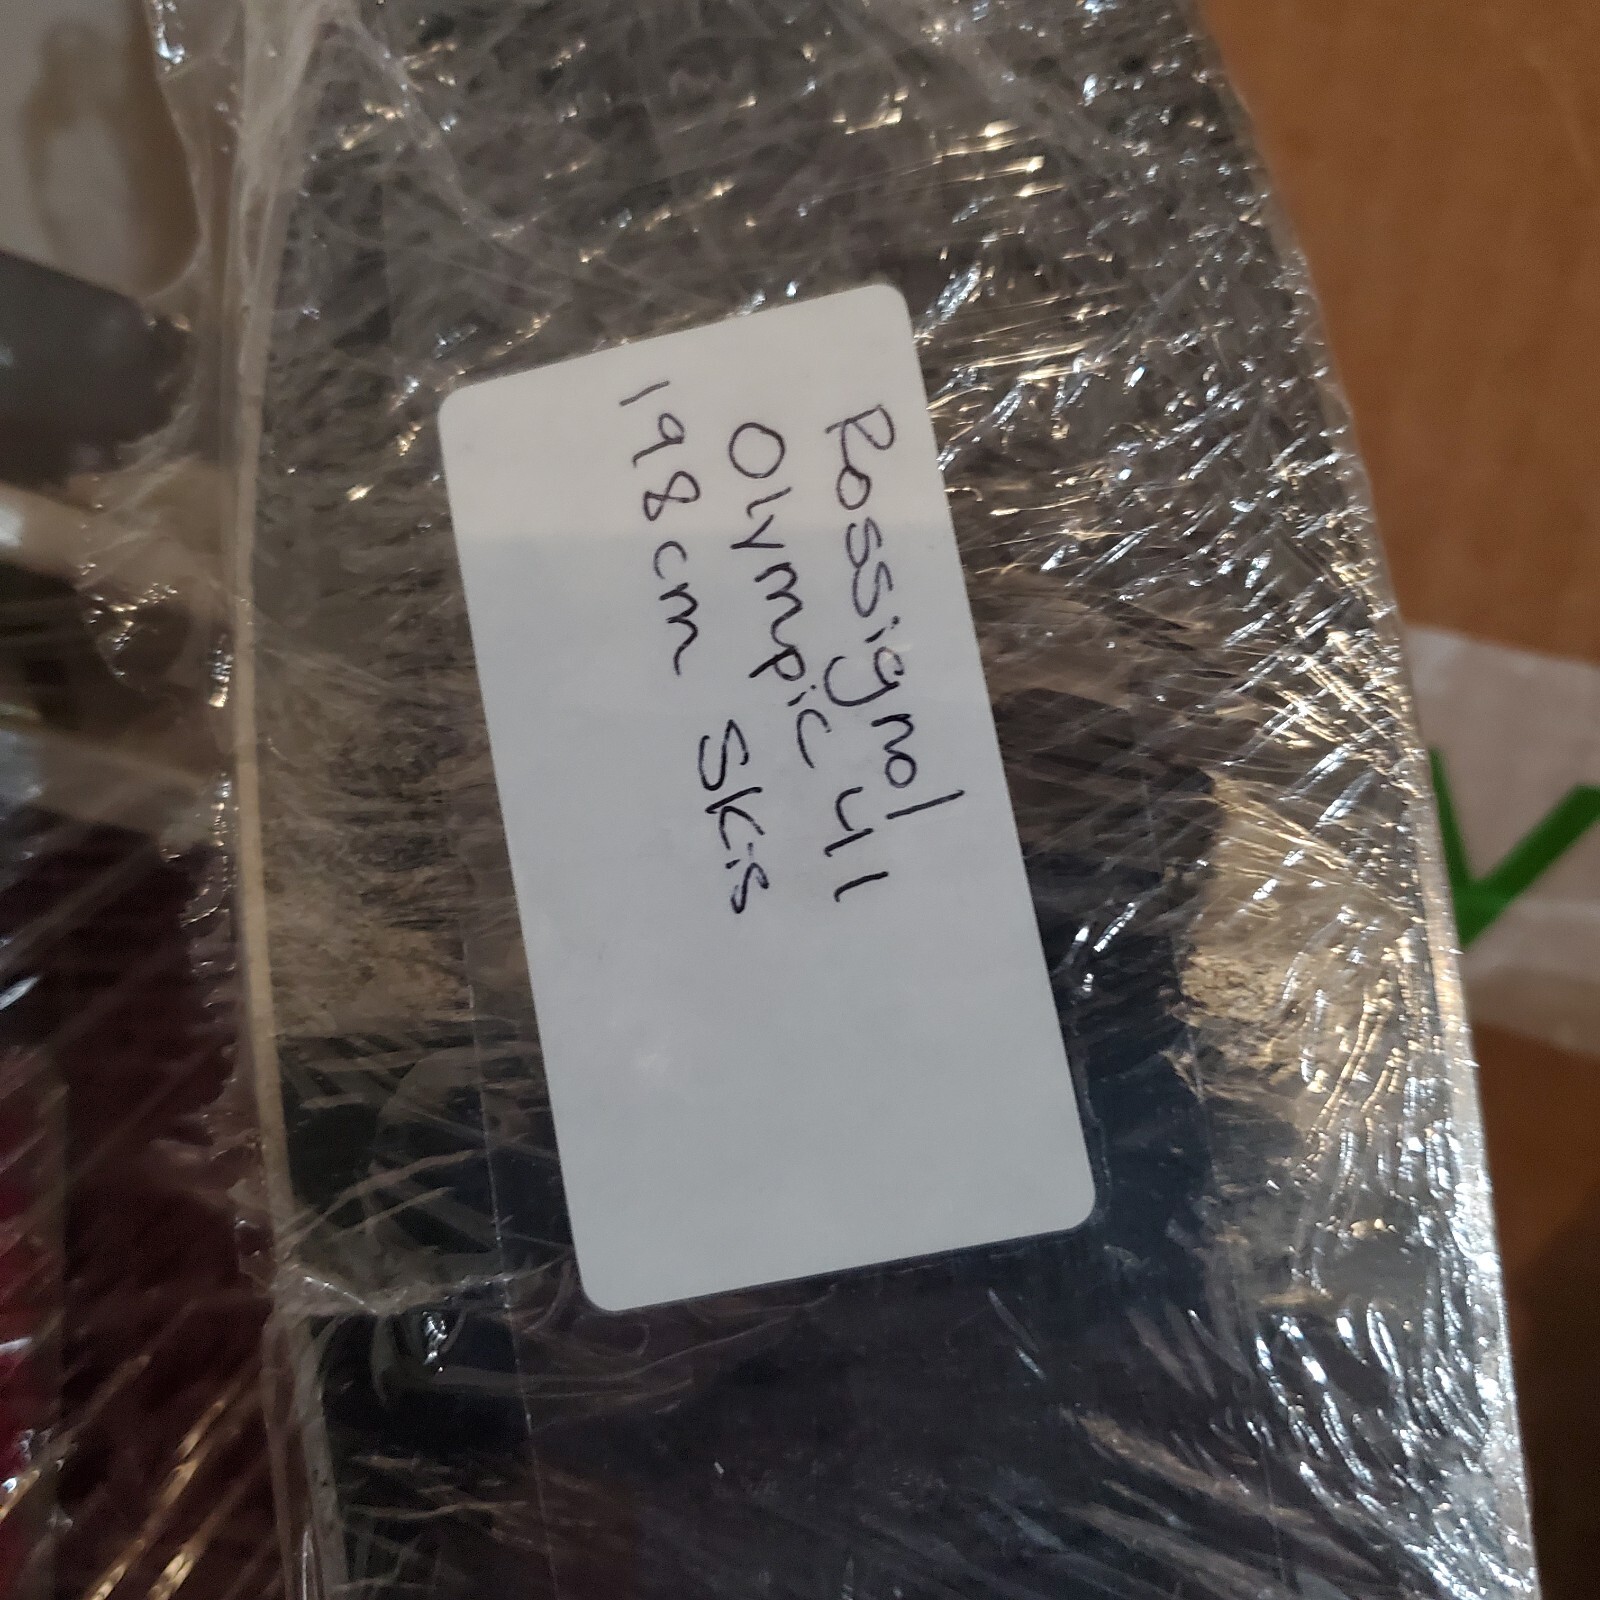 Rossignol
Olympic 41
198cm Skis